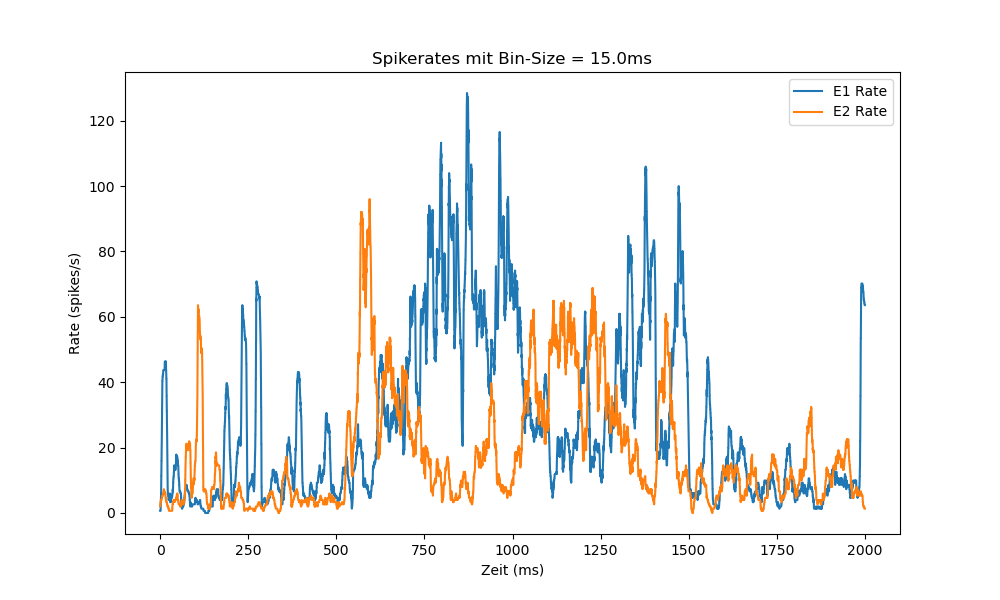 Spikerates mit Bin-Size = 15.0ms
E1 Rate
E2 Rate
Rate (spikes/s)
120
100
80
60
40
20
0
0 250 500 750 1000 1250 1500 1750 2000
Zeit (ms)